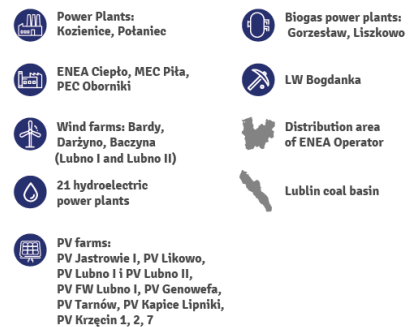 Power Plants:
Kozienice, Połaniec
ENEA Ciepło, MEC Piła,
PEC Oborniki
Wind farms: Bardy,
Darżyno, Baczyna
(Lubno I and Lubno II)
21 hydroelectric
power plants
PV farms:
PV Jastrowie I, PV Likowo,
PV Lubno I i PV Lubno II,
PV FW Lubno I, PV Genowefa,
PV Tarnów, PV Kapice Lipniki,
PV Krzęcin 1, 2, 7
Biogas power plants:
Gorzesław, Liszkowo
LW Bogdanka
Distribution area
of ENEA Operator
Lublin coal basin